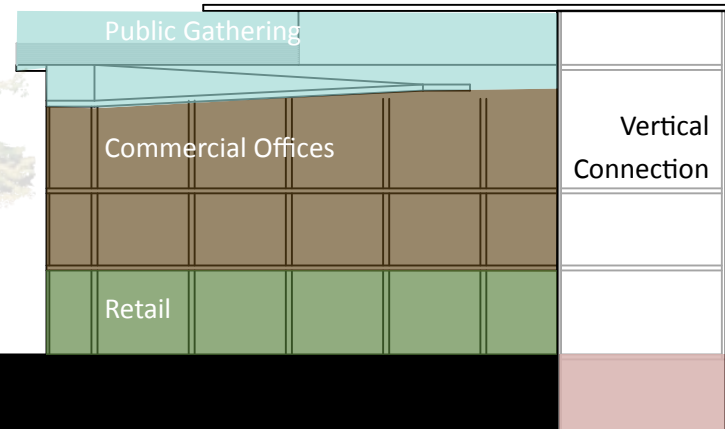 Public Gathering
Commercial Offices
Vertical
Connection
Retail